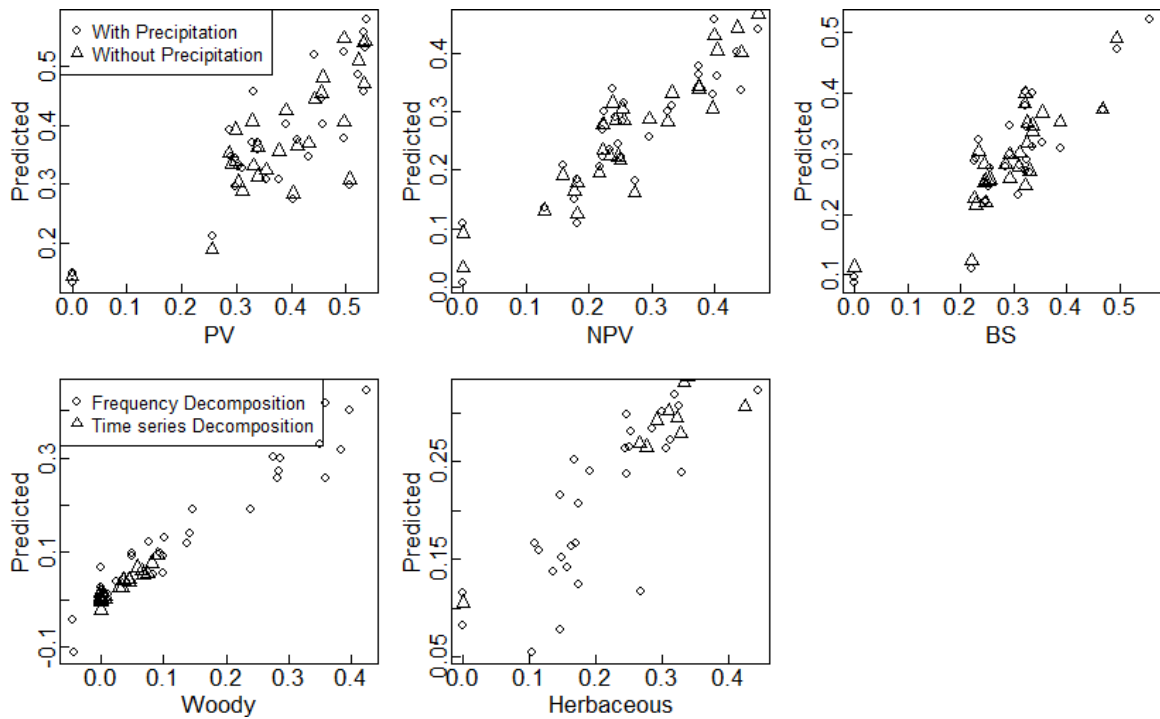 With Precipitation
Without Precipitation
Predicted
0.2 0.3 0.4 0.5
0.0 0.1 0.2 0.3 0.4 0.5
PV
Predicted
0.0 0.1 0.2 0.3 0.4
0.0 0.1 0.2 0.3 0.4
NPV
Predicted
0.1 0.2 0.3 0.4 0.5
0.0 0.1 0.2 0.3 0.4 0.5
BS
Frequency Decomposition
Time series Decomposition
Predicted
-0.1 0.1 0.3
0.0 0.1 0.2 0.3 0.4
Woody
Predicted
0.05 0.15 0.25
0.0 0.1 0.2 0.3 0.4
Herbaceous